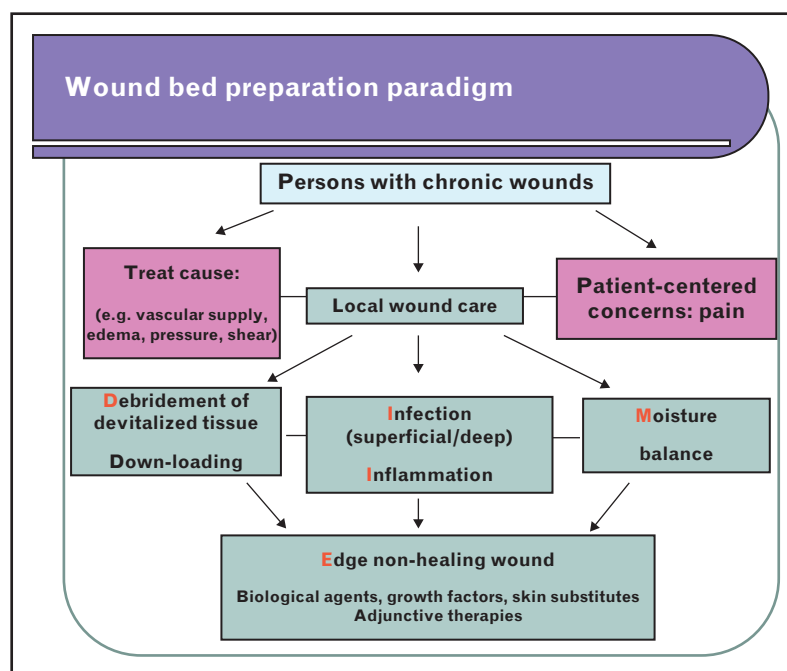 Wound bed preparation paradigm
Persons with chronic wounds
Treat cause:
(e.g. vascular supply,
edema, pressure, shear)
Local wound care
Patient-centered
concerns: pain
Debridement of
devitalized tissue
Down-loading
Infection
(superficial/deep)
Inflammation
Moisture
balance
Edge non-healing wound
Biological agents, growth factors, skin substitutes
Adjunctive therapies